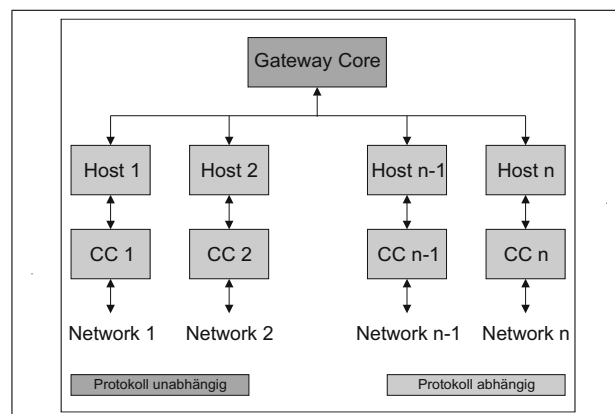 Gateway Core
Host 1 Host 2 Host n-1 Host n
CC 1 CC 2 CC n-1 CC n
Network 1 Network 2 Network n-1 Network n
Protokoll unabhängig Protokoll abhängig